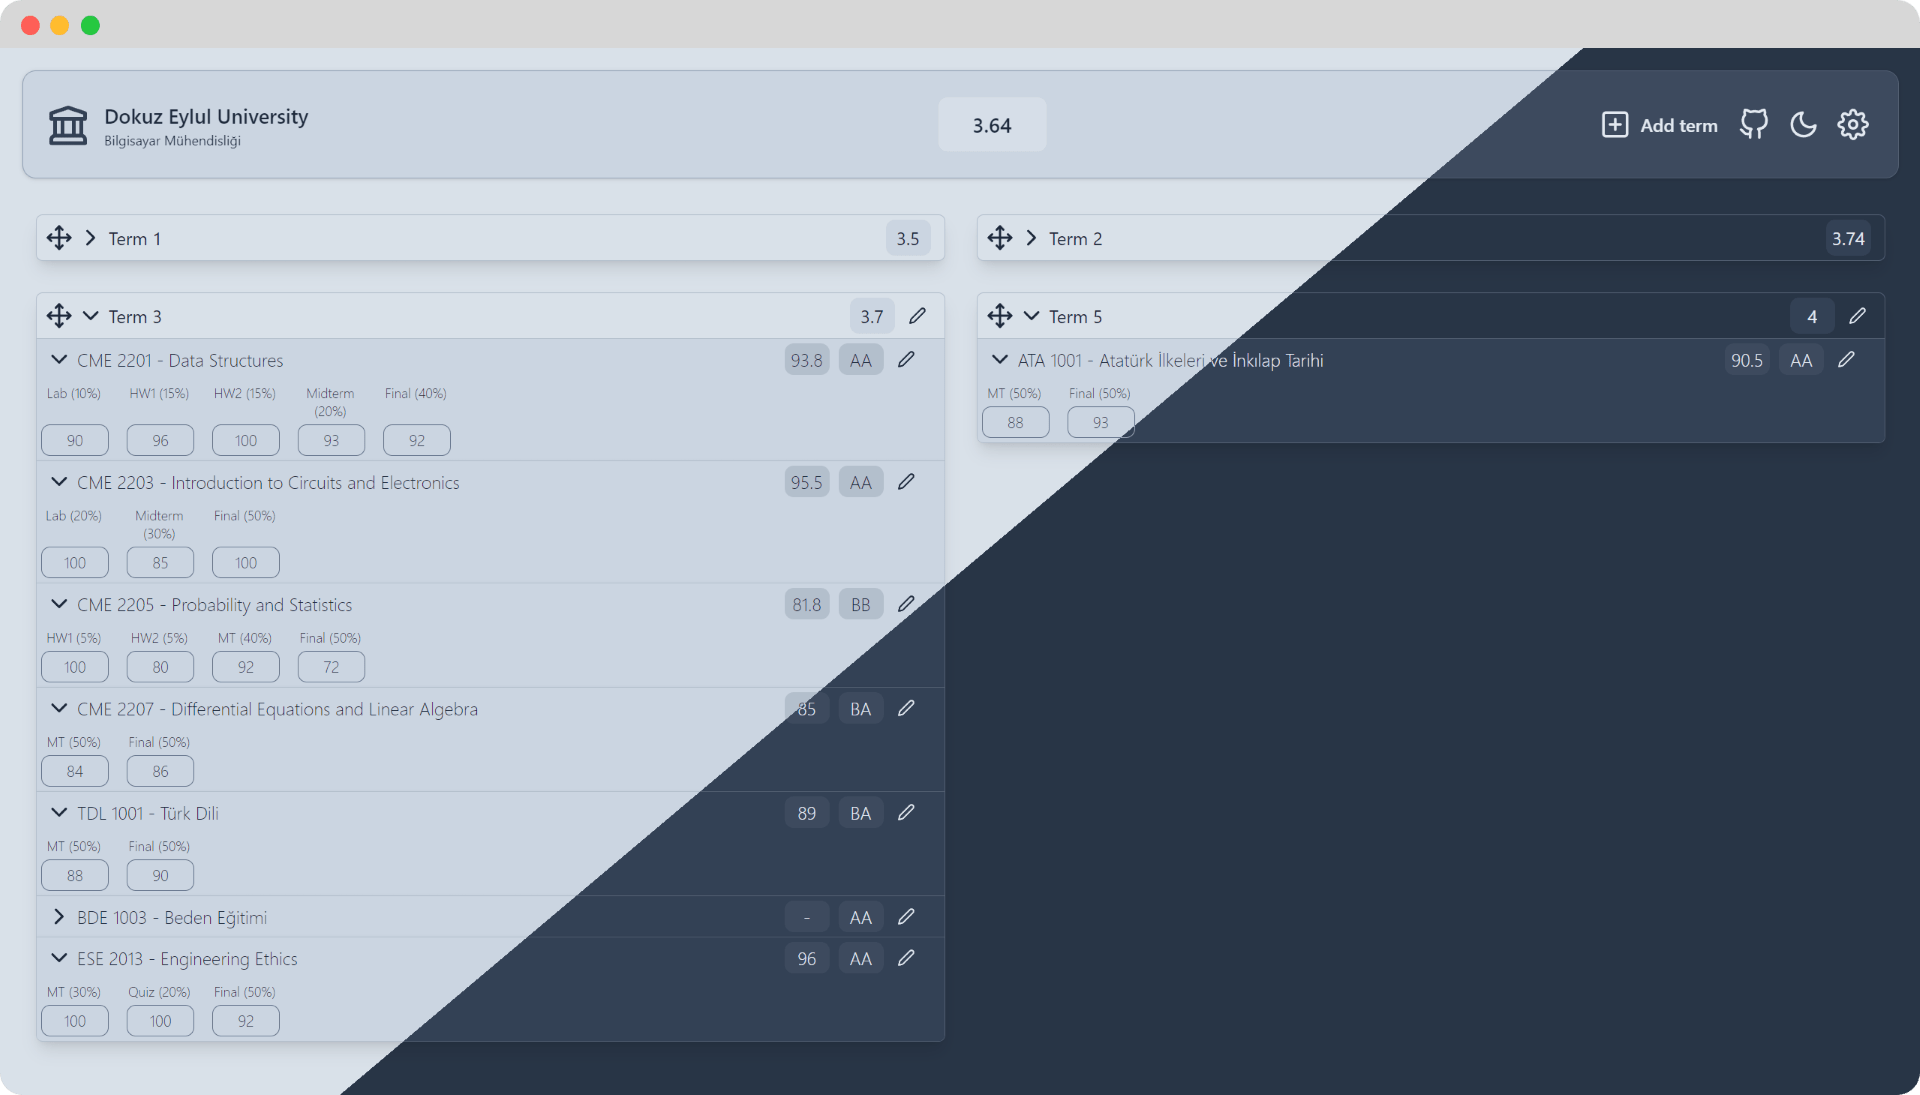 Dokuz Eylul University
Bilgisayar Mühendisliği
3.64
Add term
Term 1
3.5
Term 2
3.74
Term 3
3.7
CME 2201 - Data Structures
93.8
AA
Lab (10%)
HW1 (15%)
HW2 (15%)
Midterm
(20%)
Final (40%)
90
96
100
93
92
CME 2203 - Introduction to Circuits and Electronics
95.5
AA
Lab (20%)
Midterm
(30%)
Final (50%)
100
85
100
CME 2205 - Probability and Statistics
81.8
BB
HW1 (5%)
HW2 (5%)
MT (40%)
Final (50%)
100
80
92
72
CME 2207 - Differential Equations and Linear Algebra
85
BA
MT (50%)
Final (50%)
84
86
TDL 1001 - Türk Dili
89
BA
MT (50%)
Final (50%)
88
90
BDE 1003 - Beden Eğitimi
-
AA
ESE 2013 - Engineering Ethics
96
AA
MT (30%)
Quiz (20%)
Final (50%)
100
100
92
Term 5
4
ATA 1001 - Atatürk İlkeleri ve İnkılap Tarihi
90.5
AA
MT (50%)
Final (50%)
88
93